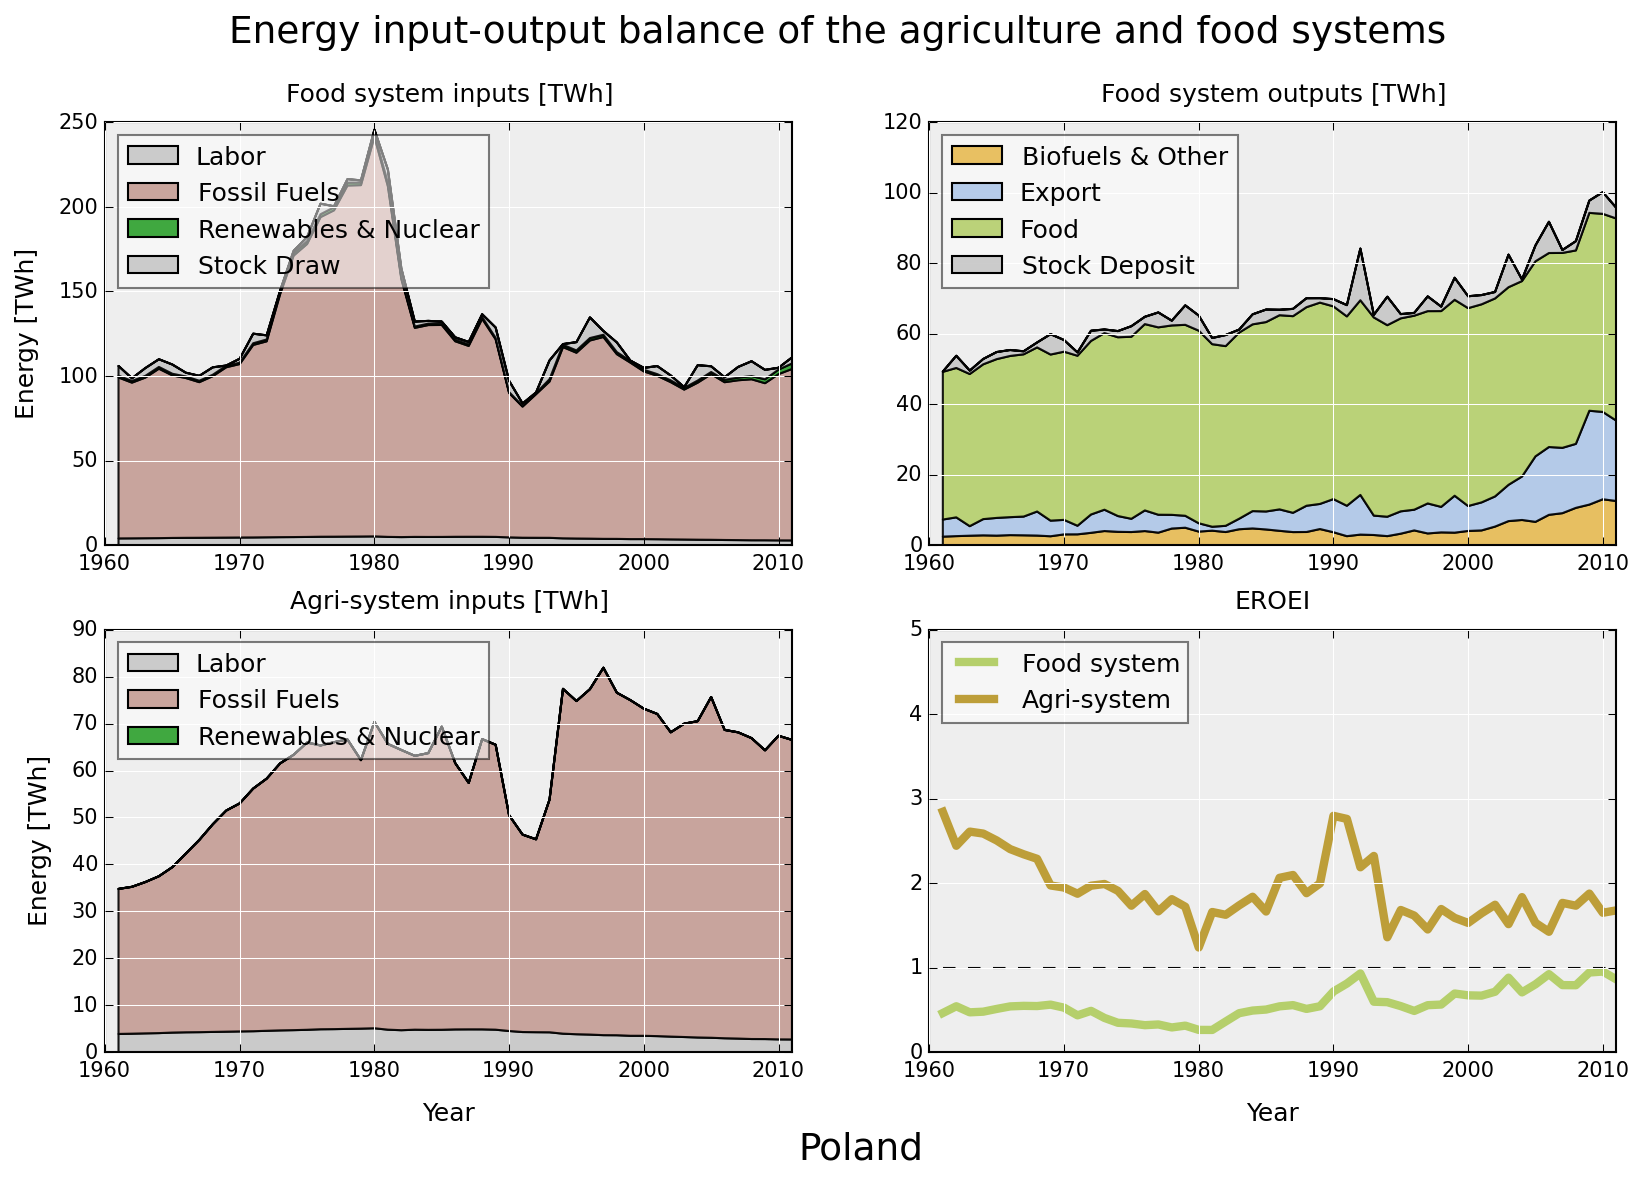 Energy input-output balance of the agriculture and food systems
Food system inputs [TWh]
Energy [TWh]
250
200
150
100
50
0
Labor
Fossil Fuels
Renewables & Nuclear
Stock Draw
1960 1970 1980 1990 2000 2010
Food system outputs [TWh]
120
100
80
60
40
20
0
Biofuels & Other
Export
Food
Stock Deposit
1960 1970 1980 1990 2000 2010
Agri-system inputs [TWh]
Energy [TWh]
90
80
70
60
50
40
30
20
10
0
Labor
Fossil Fuels
Renewables & Nuclear
1960 1970 1980 1990 2000 2010
Year
EROEI
5
4
3
2
1
0
Food system
Agri-system
1960 1970 1980 1990 2000 2010
Year
Poland